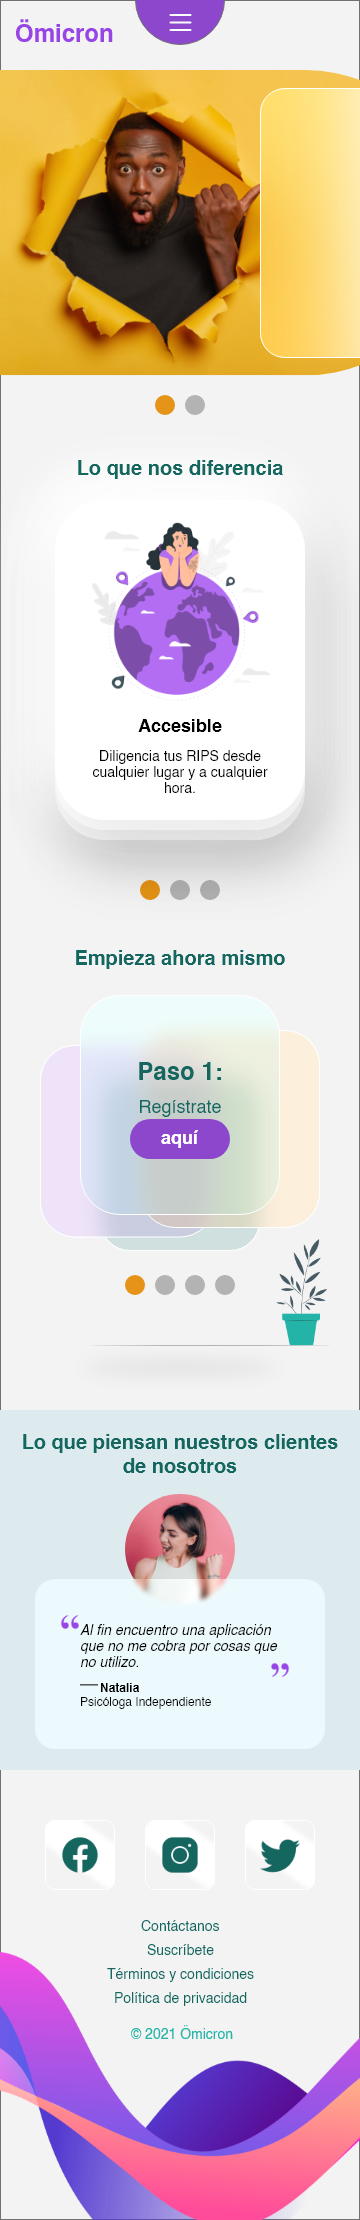 Ömicron
Lo que nos diferencia
Accesible
Diligencia tus RIPS desde
cualquier lugar y a cualquier
hora.
Empieza ahora mismo
Paso 1:
Regístrate
aquí
Lo que piensan nuestros clientes
de nosotros
“ Al fin encuentro una aplicación
que no me cobra por cosas que
no utilizo. ”
— Natalia
Psicóloga Independiente
Contáctanos
Suscríbete
Términos y condiciones
Política de privacidad
© 2021 Ömicron